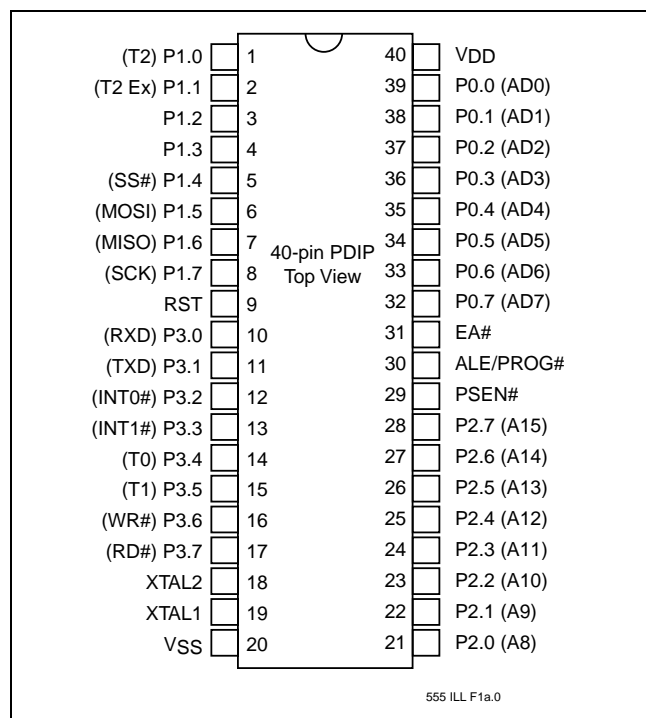 (T2) P1.0 1 40 VDD
(T2 Ex) P1.1 2 39 P0.0 (AD0)
P1.2 3 38 P0.1 (AD1)
P1.3 4 37 P0.2 (AD2)
(SS#) P1.4 5 36 P0.3 (AD3)
(MOSI) P1.5 6 35 P0.4 (AD4)
(MISO) P1.6 7 34 P0.5 (AD5)
40-pin PDIP
(SCK) P1.7 8 33 P0.6 (AD6)
Top View
RST 9 32 P0.7 (AD7)
(RXD) P3.0 10 31 EA#
(TXD) P3.1 11 30 ALE/PROG#
(INT0#) P3.2 12 29 PSEN#
(INT1#) P3.3 13 28 P2.7 (A15)
(T0) P3.4 14 27 P2.6 (A14)
(T1) P3.5 15 26 P2.5 (A13)
(WR#) P3.6 16 25 P2.4 (A12)
(RD#) P3.7 17 24 P2.3 (A11)
XTAL2 18 23 P2.2 (A10)
XTAL1 19 22 P2.1 (A9)
VSS 20 21 P2.0 (A8)
555 ILL F1a.0